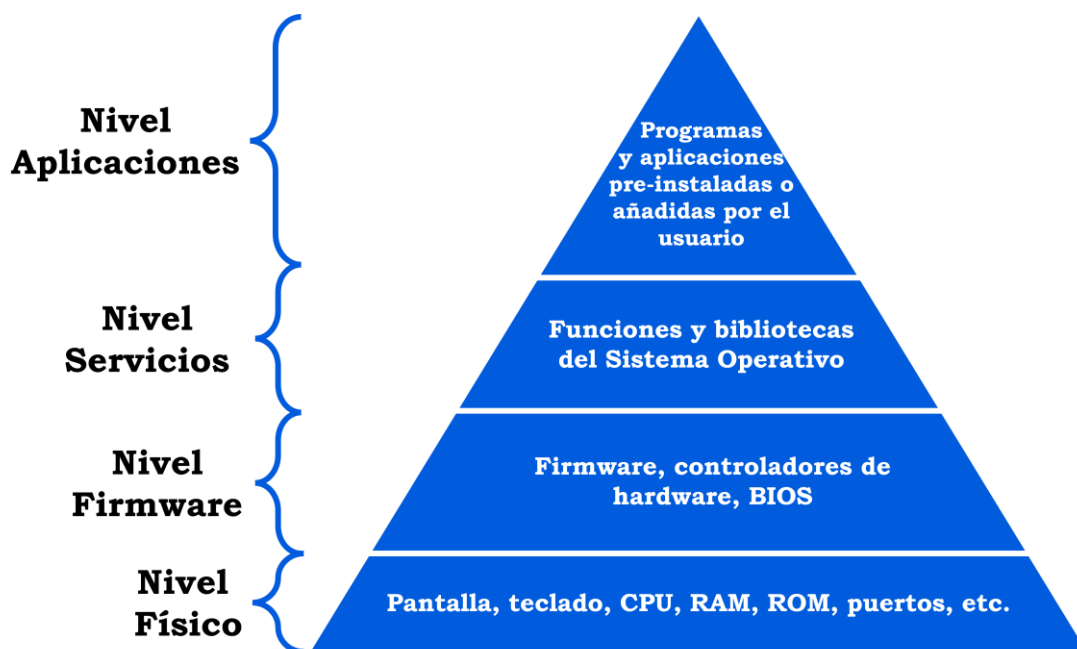 Nivel
Aplicaciones
Programas
y aplicaciones
pre-instaladas o
añadidas por el
usuario
Nivel
Servicios
Funciones y bibliotecas
del Sistema Operativo
Nivel
Firmware
Firmware, controladores de
hardware, BIOS
Nivel
Físico
Pantalla, teclado, CPU, RAM, ROM, puertos, etc.